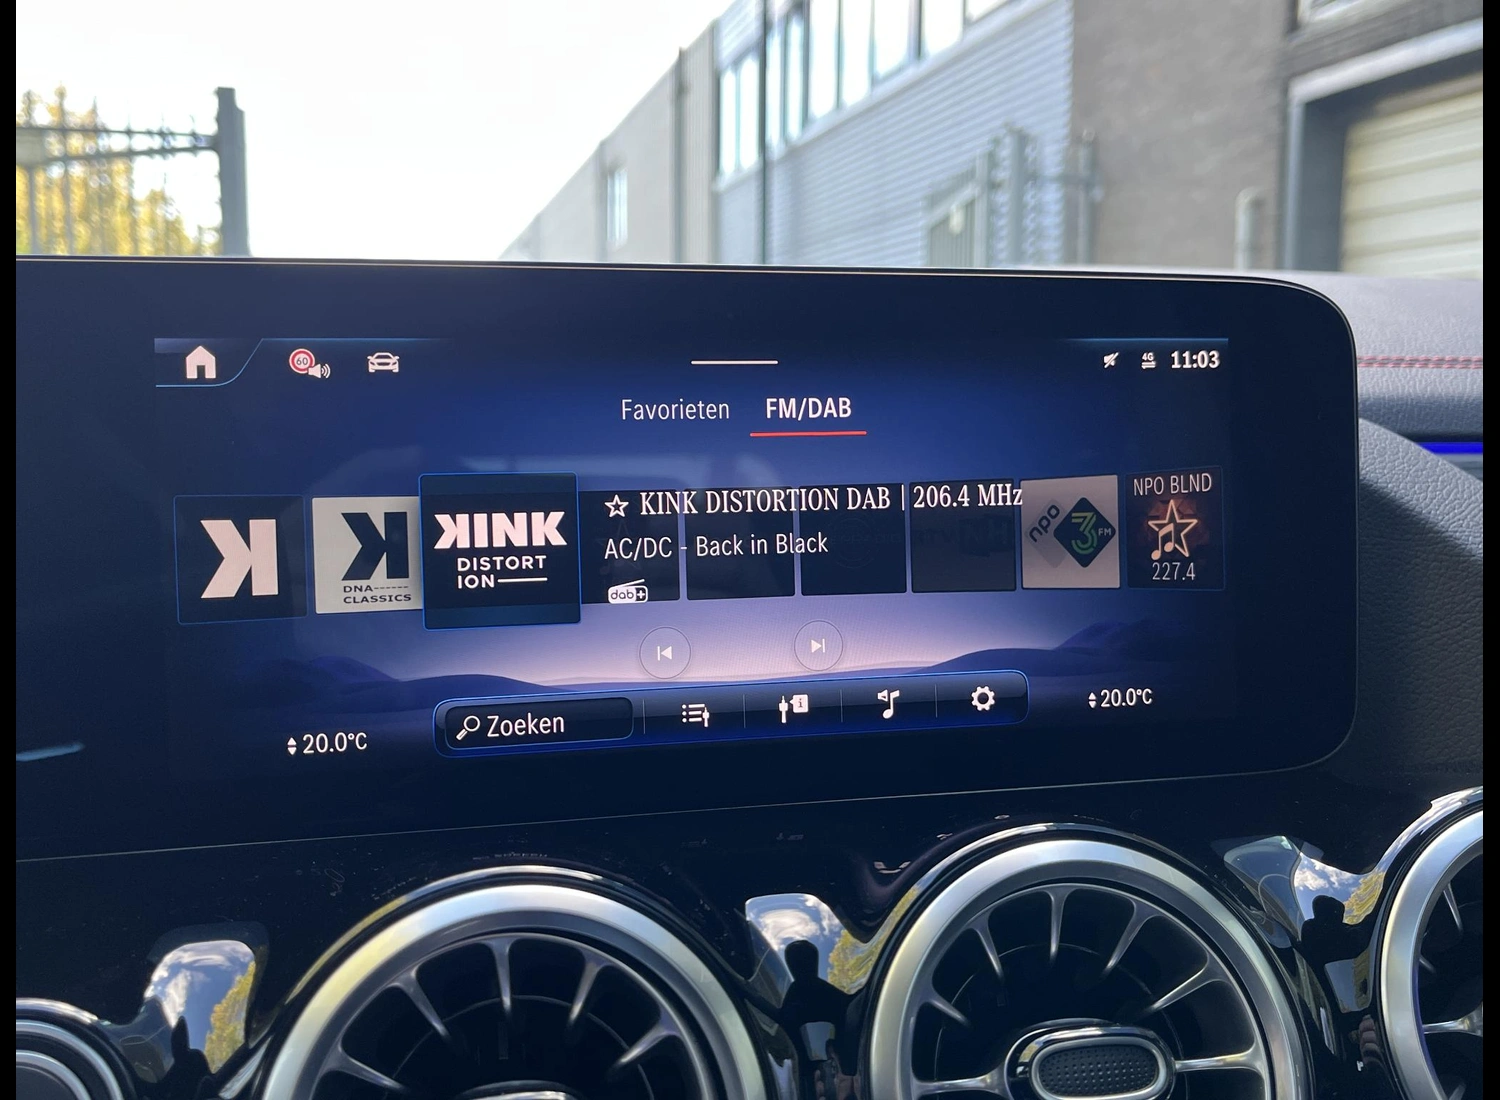 60
4G
11:03
Favorieten
FM/DAB
K
K
DNA
CLASSICS
KINK
DISTORT
ION
KINK DISTORTION DAB | 206.4 MHz
AC/DC - Back in Black
dab+
npo
3FM
NPO BLND
227.4
20.0°C
Zoeken
i
20.0°C